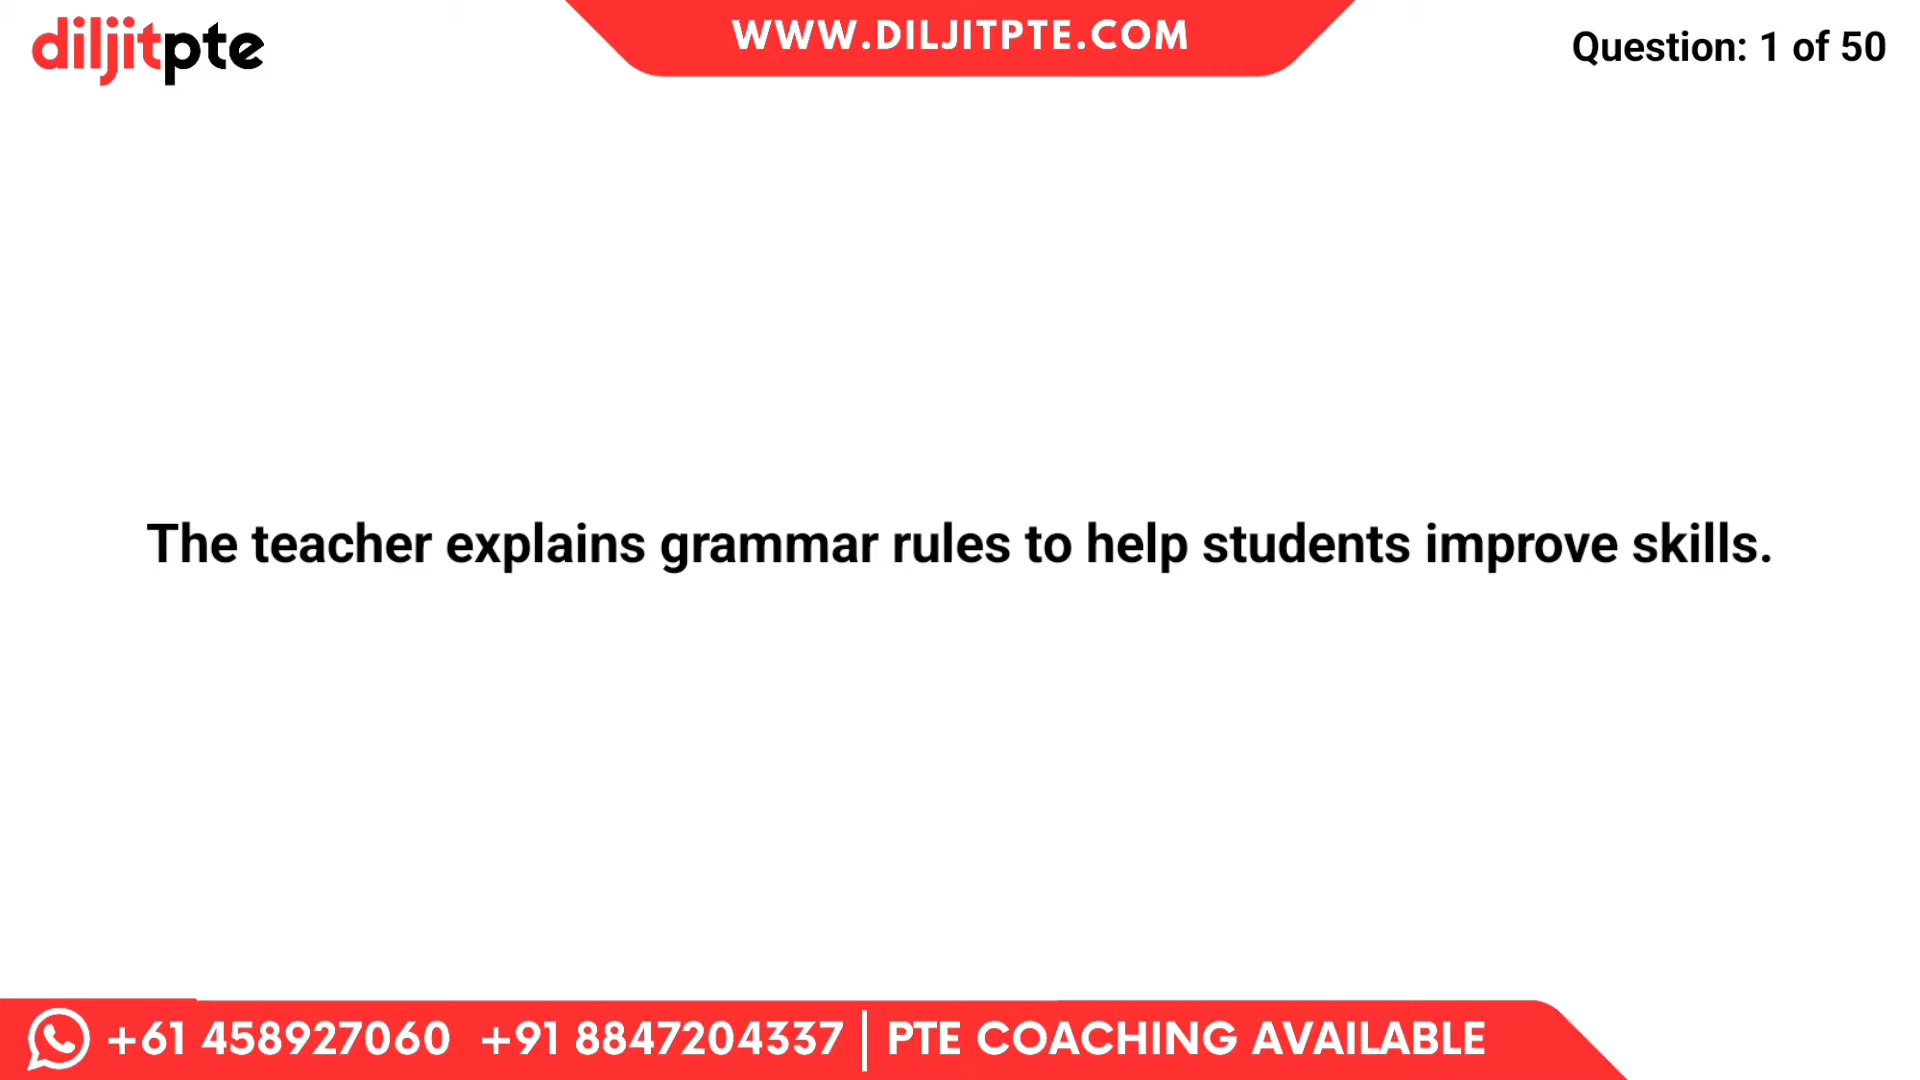 diljitpte
WWW.DILJITPTE.COM
Question: 1 of 50
The teacher explains grammar rules to help students improve skills.
+61 458927060 +91 8847204337 | PTE COACHING AVAILABLE